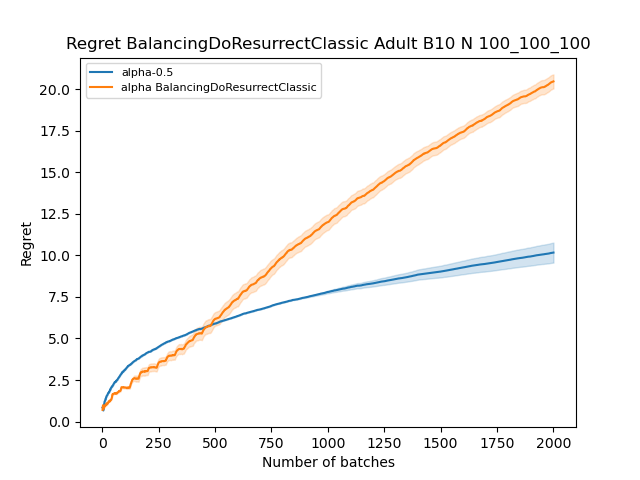 Regret BalancingDoResurrectClassic Adult B10 N 100_100_100
alpha-0.5
alpha BalancingDoResurrectClassic
20.0
17.5
15.0
12.5
10.0
7.5
5.0
2.5
0.0
Regret
0 250 500 750 1000 1250 1500 1750 2000
Number of batches